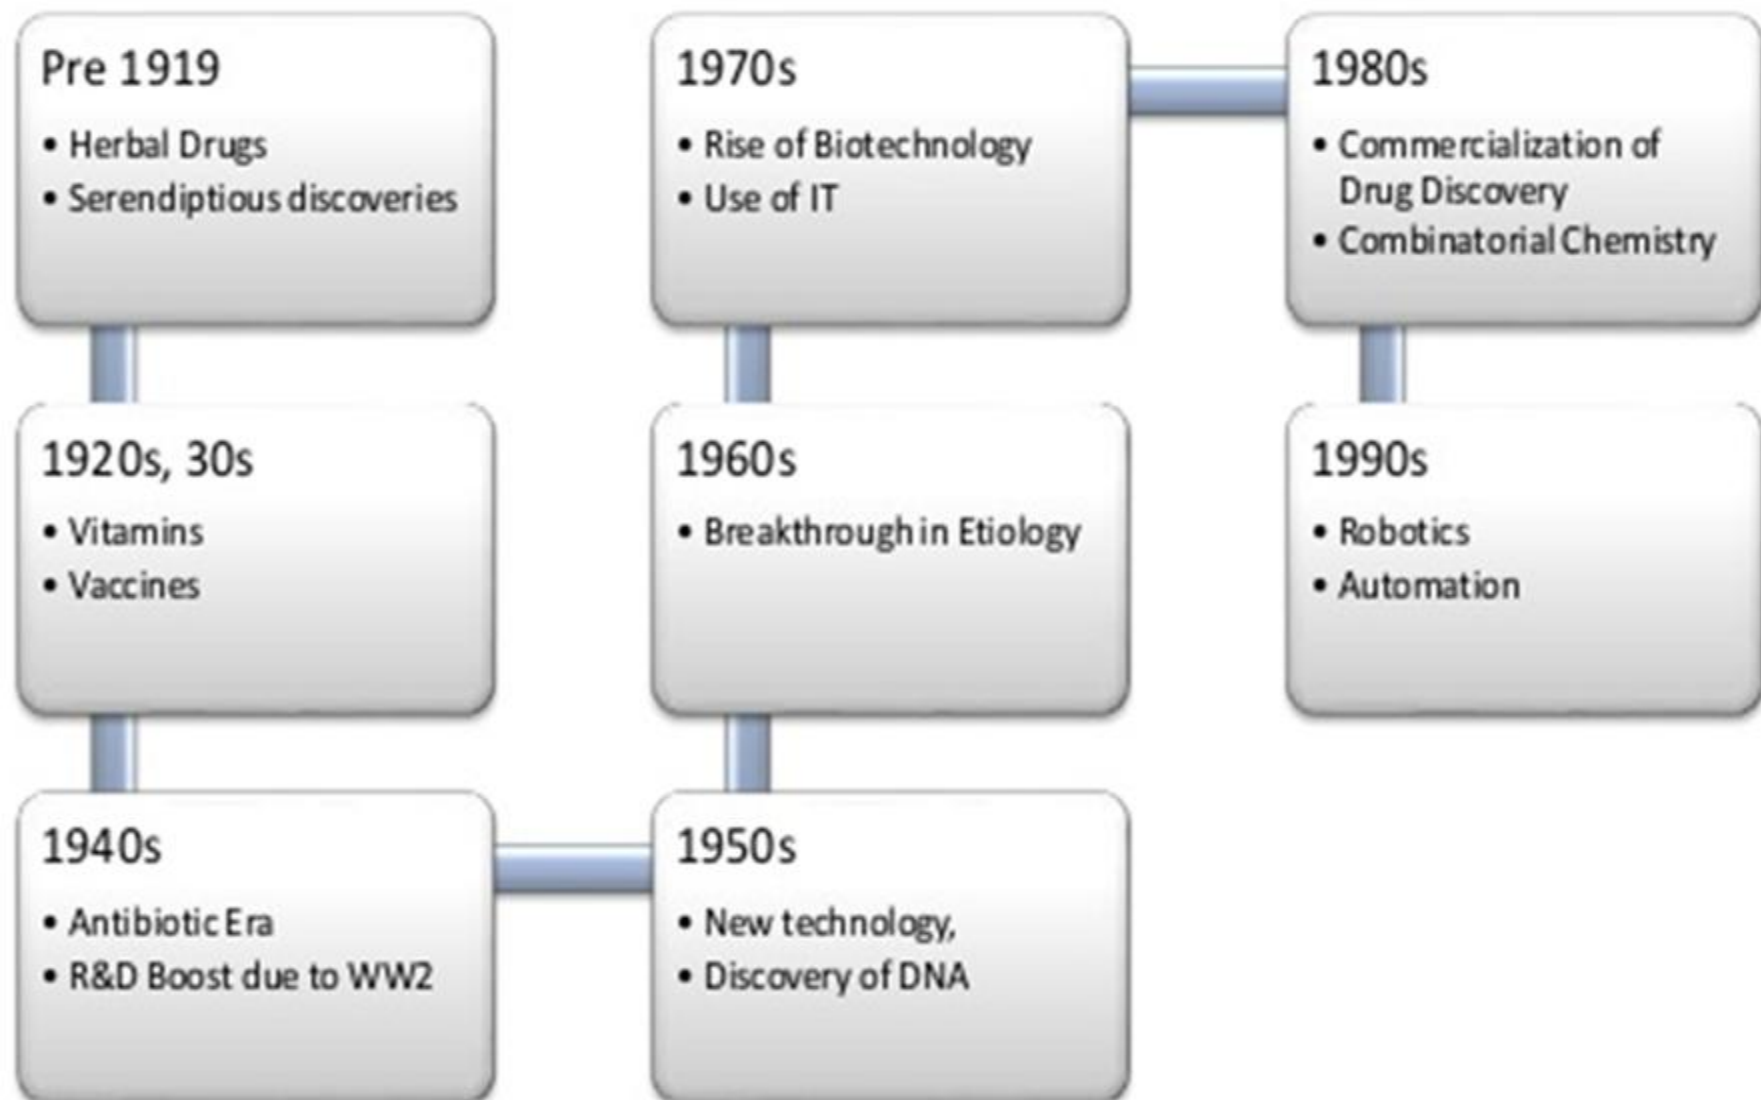 Pre 1919
• Herbal Drugs
• Serendiptious discoveries
1920s, 30s
• Vitamins
• Vaccines
1940s
• Antibiotic Era
• R&D Boost due to WW2
1950s
• New technology,
• Discovery of DNA
1960s
• Breakthrough in Etiology
1970s
• Rise of Biotechnology
• Use of IT
1980s
• Commercialization of
Drug Discovery
• Combinatorial Chemistry
1990s
• Robotics
• Automation